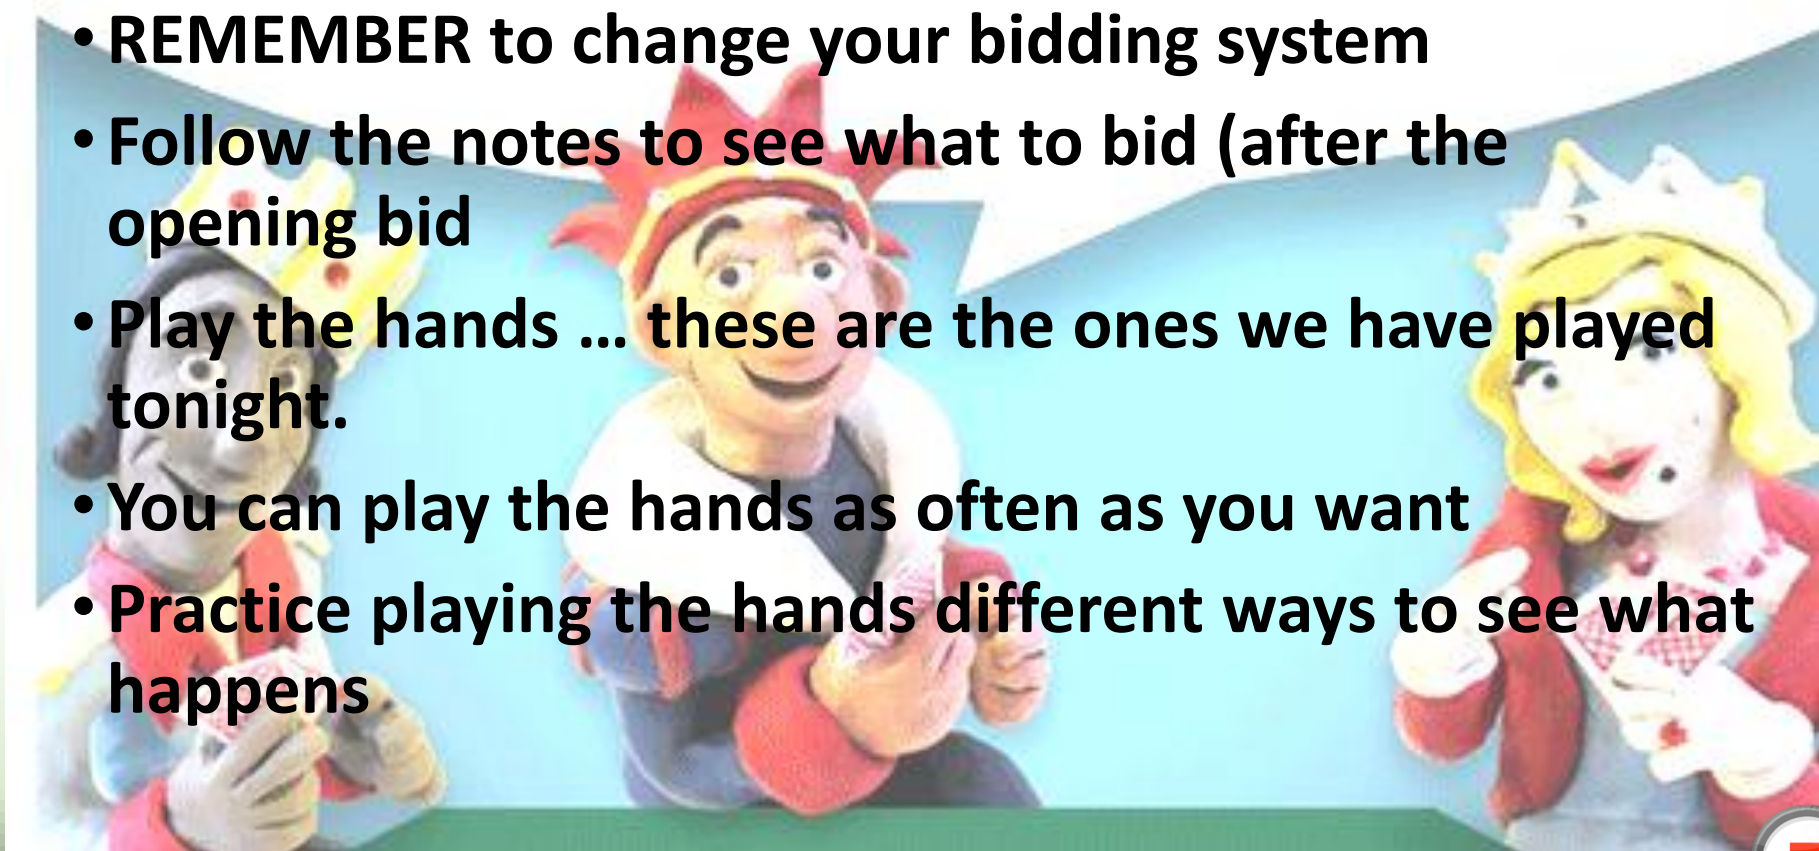 • REMEMBER to change your bidding system
• Follow the notes to see what to bid (after the
opening bid
• Play the hands ... these are the ones we have played
tonight.
• You can play the hands as often as you want
• Practice playing the hands different ways to see what
happens